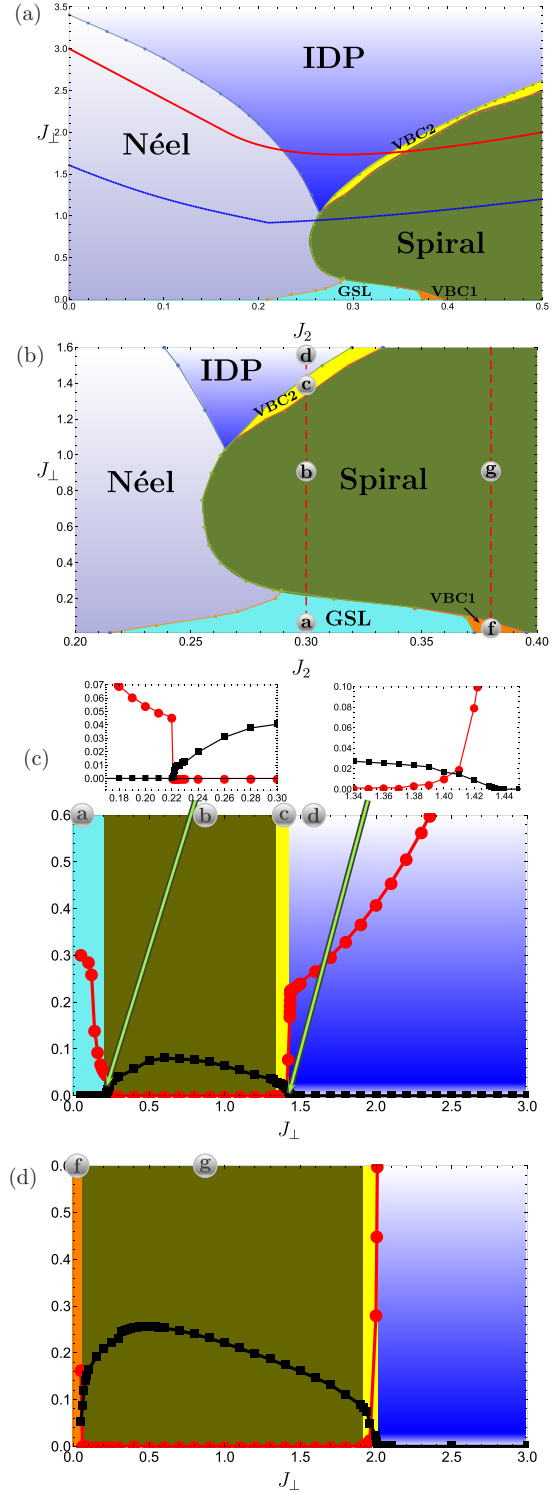 (a)
3.5
3.0
2.5
2.0
1.5
1.0
0.5
0.0
J⊥
IDP
Néel
VBC2
Spiral
GSL
VBC1
0.0 0.1 0.2 0.3 0.4 0.5
J2
(b)
1.6
1.4
1.2
1.0
0.8
0.6
0.4
0.2
J⊥
d
IDP
VBC2
c
Néel
b
Spiral
g
VBC1
GSL
a
f
0.20 0.25 0.30 0.35 0.40
J2
(c)
0.07
0.06
0.05
0.04
0.03
0.02
0.01
0.00
0.18 0.20 0.22 0.24 0.26 0.28 0.30
0.10
0.08
0.06
0.04
0.02
0.00
1.34 1.36 1.38 1.40 1.42 1.44
a b c d
0.6
0.5
0.4
0.3
0.2
0.1
0.0
0.0 0.5 1.0 1.5 2.0 2.5 3.0
J⊥
(d)
f g
0.6
0.5
0.4
0.3
0.2
0.1
0.0
0.0 0.5 1.0 1.5 2.0 2.5 3.0
J⊥